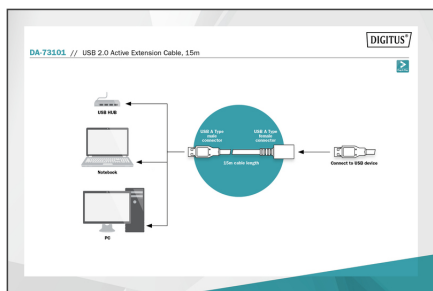 DIGITUS®
DA-73101 // USB 2.0 Active Extension Cable, 15m
USB HUB
USB A Type
male
connector
USB A Type
female
connector
15m cable length
Notebook
Connect to USB device
PC